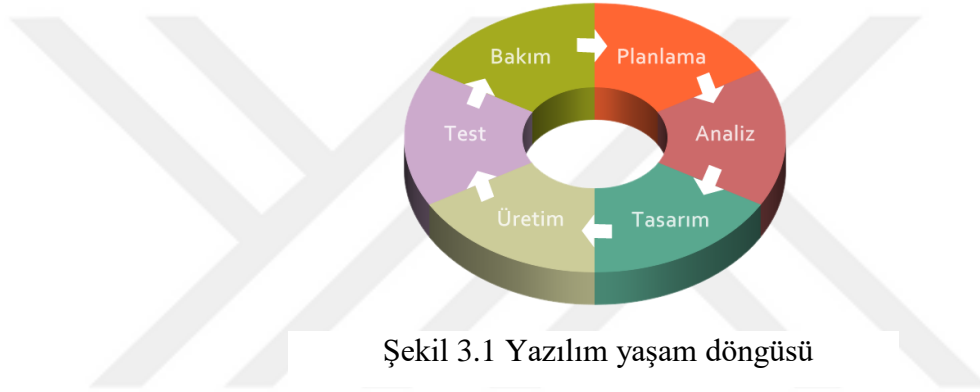 Bakım
Planlama
Analiz
Tasarım
Üretim
Test
Şekil 3.1 Yazılım yaşam döngüsü